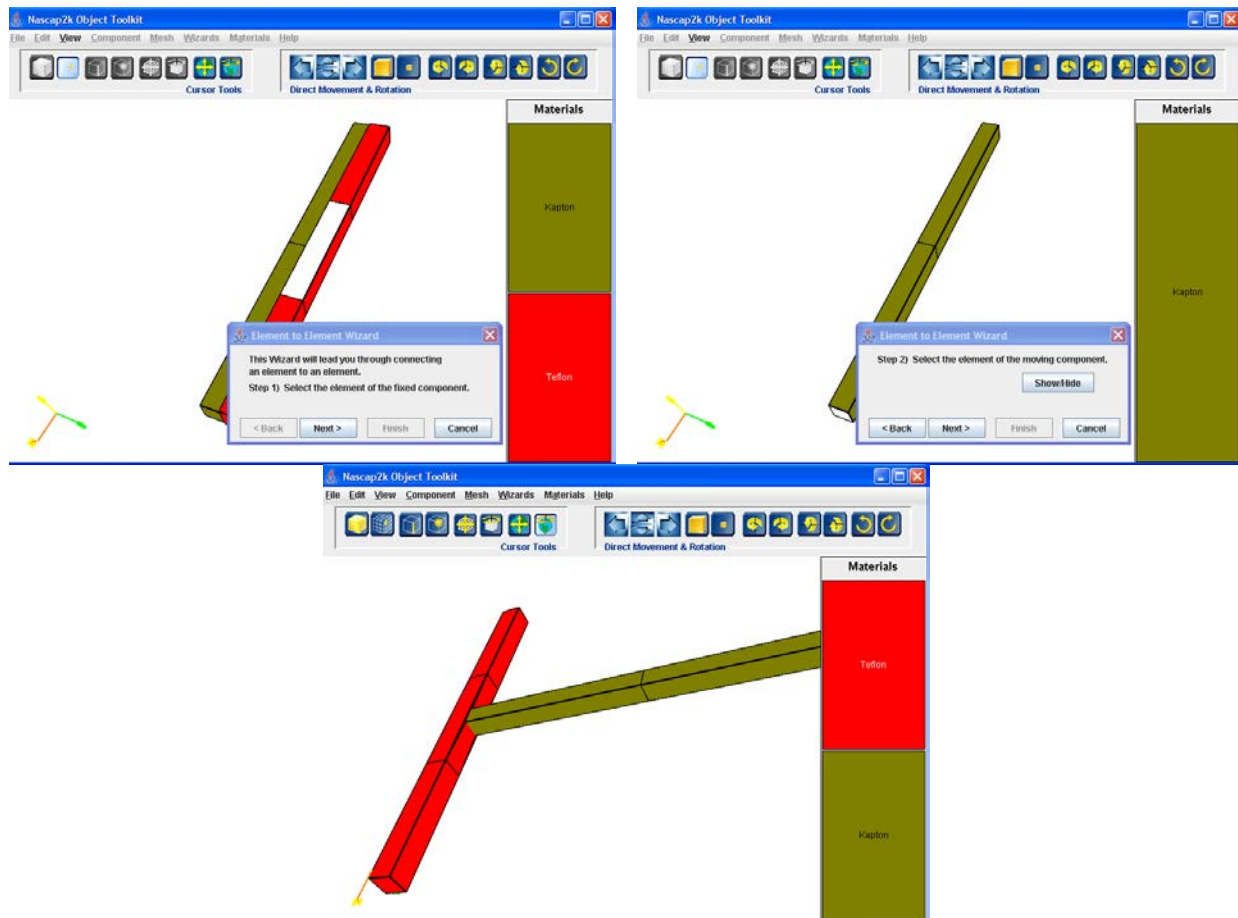 Nascap2k Object Toolkit
File Edit View Component Mesh Wizards Materials Help
Cursor Tools
Direct Movement & Rotation
Materials
Kapton
Teflon
Element to Element Wizard
This Wizard will lead you through connecting
an element to an element.
Step 1) Select the element of the fixed component.
< Back Next > Finish Cancel
Nascap2k Object Toolkit
File Edit View Component Mesh Wizards Materials Help
Cursor Tools
Direct Movement & Rotation
Materials
Kapton
Element to Element Wizard
Step 2) Select the element of the moving component.
Show/Hide
< Back Next > Finish Cancel
Nascap2k Object Toolkit
File Edit View Component Mesh Wizards Materials Help
Cursor Tools
Direct Movement & Rotation
Materials
Teflon
Kapton